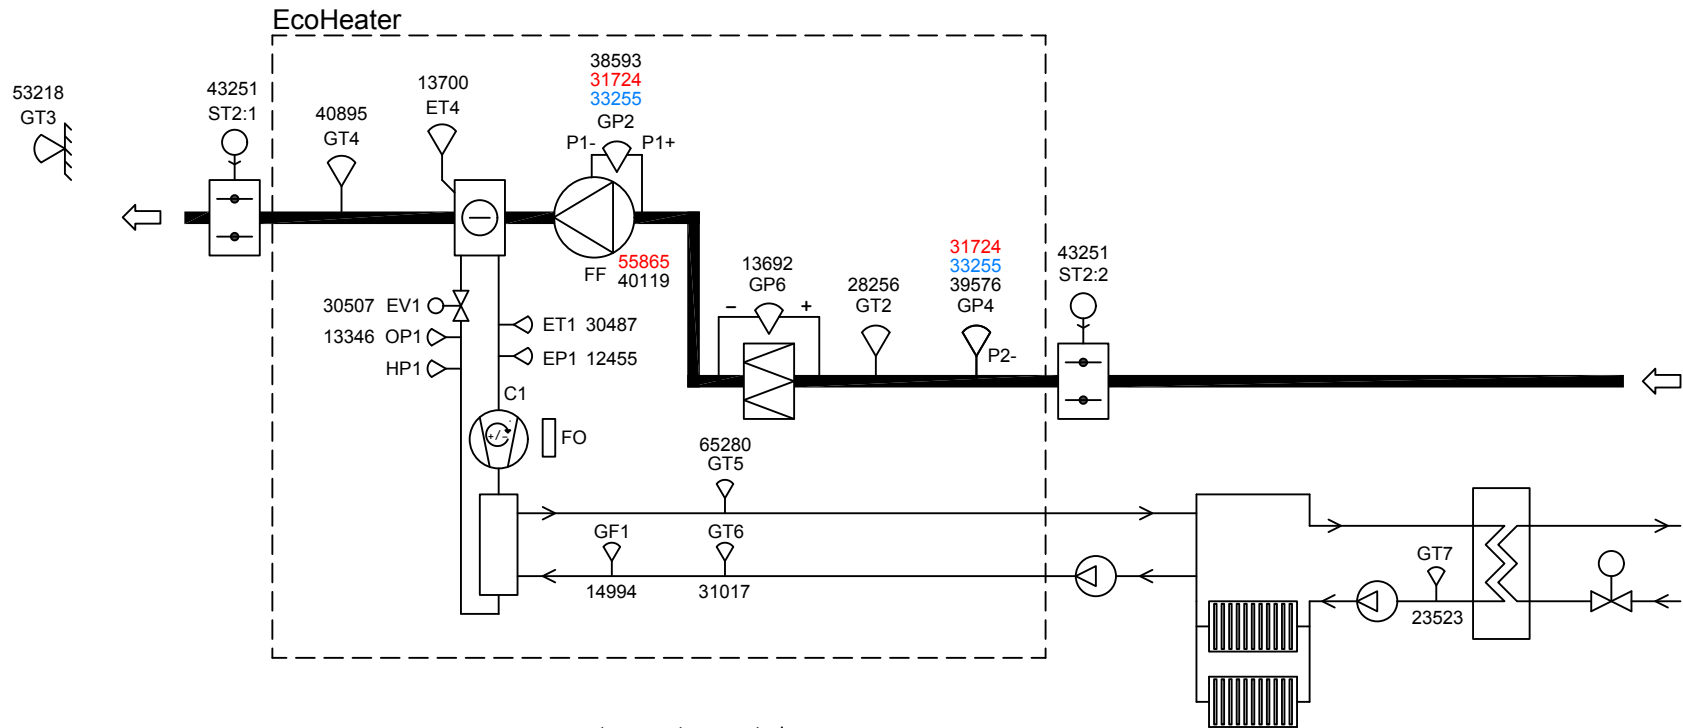 EcoHeater
53218
GT3
43251
ST2:1
40895
GT4
13700
ET4
38593
31724
33255
GP2
P1-
P1+
FF
55865
40119
13692
GP6
–
+
28256
GT2
31724
33255
39576
GP4
P2-
43251
ST2:2
30507 EV1
13346 OP1
HP1
ET1 30487
EP1 12455
C1
+/-
FO
65280
GT5
GF1
14994
GT6
31017
GT7
23523